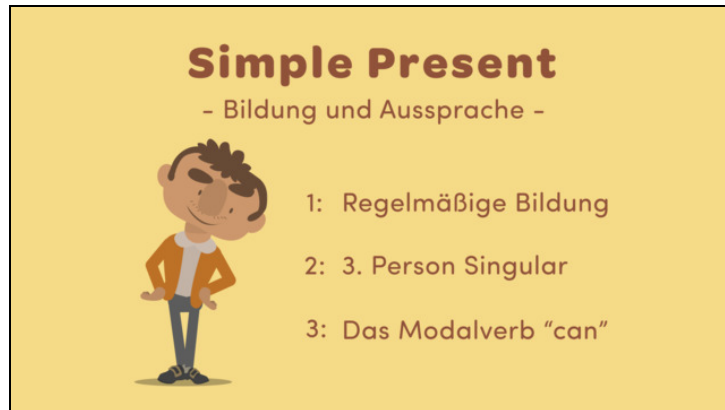 Simple Present
- Bildung und Aussprache -
1: Regelmäßige Bildung
2: 3. Person Singular
3: Das Modalverb “can”